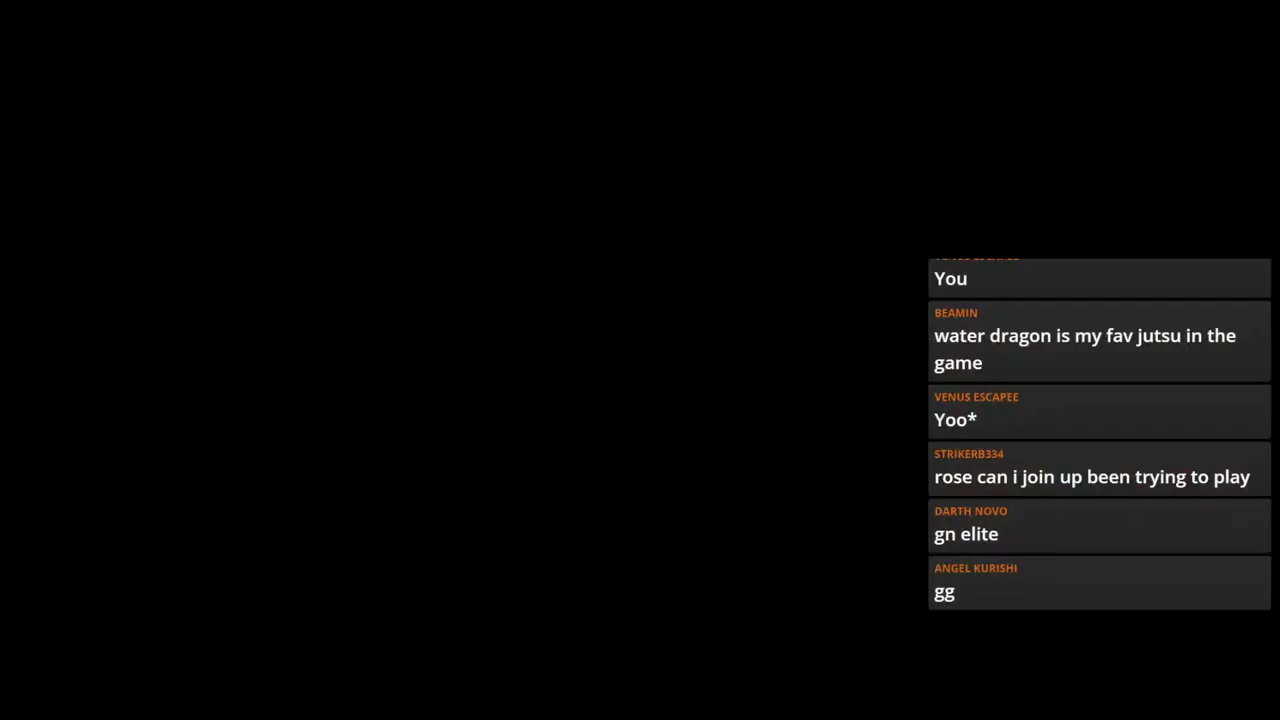 You
BEAMIN
water dragon is my fav jutsu in the
game
VENUS ESCAPEE
Yoo*
STRIKERB334
rose can i join up been trying to play
DARTH NOVO
gn elite
ANGEL KURISHI
gg